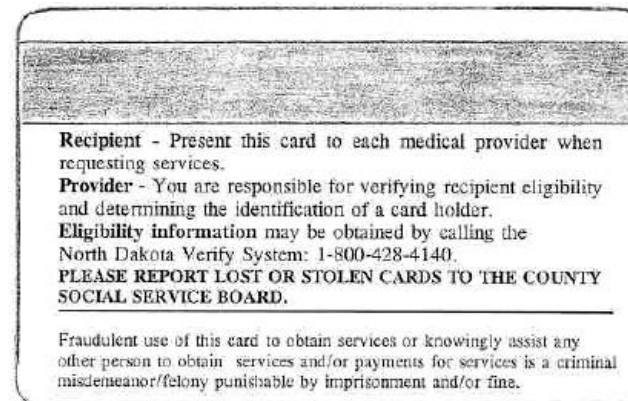 Recipient - Present this card to each medical provider when
requesting services.
Provider - You are responsible for verifying recipient eligibility
and determining the identification of a card holder.
Eligibility information may be obtained by calling the
North Dakota Verify System: 1-800-428-4140.
PLEASE REPORT LOST OR STOLEN CARDS TO THE COUNTY
SOCIAL SERVICE BOARD.
Fraudulent use of this card to obtain services or knowingly assist any
other person to obtain services and/or payments for services is a criminal
misdemeanor/felony punishable by imprisonment and/or fine.